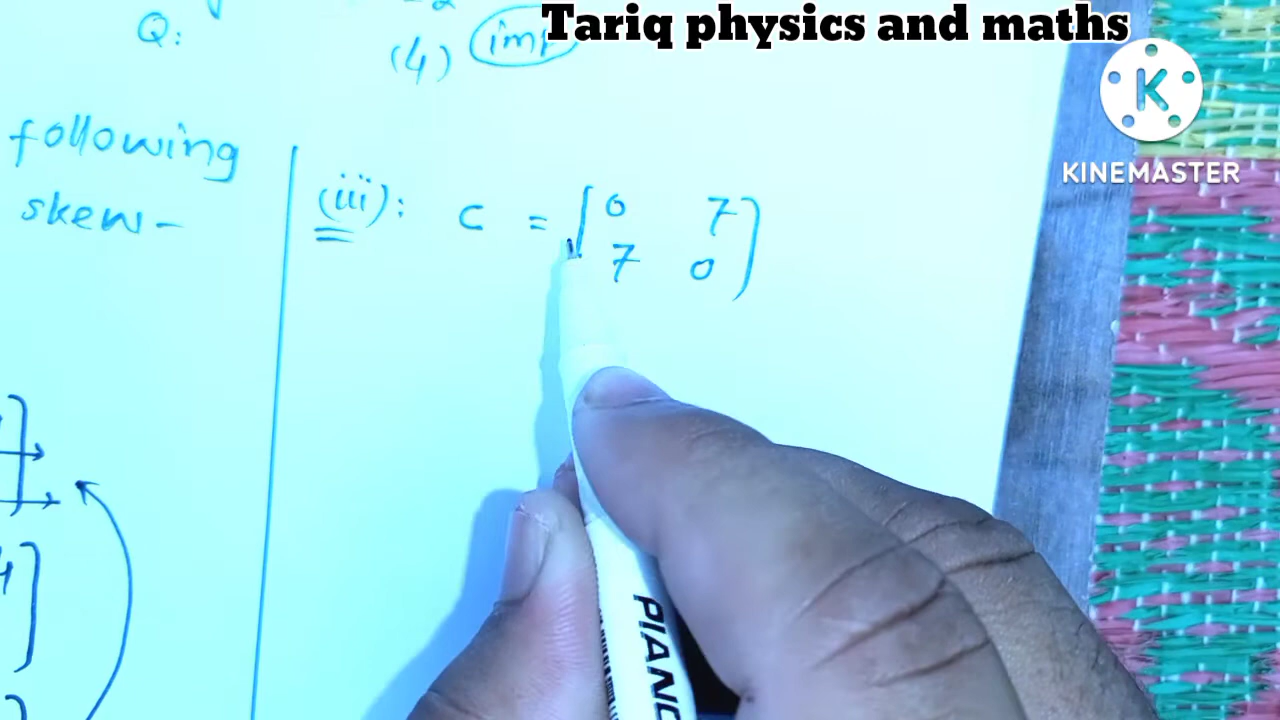 Tariq physics and maths
Q:
(4) imp
KINEMASTER
following
skew-
(iii): C = [0 7
7 0]
PIANO